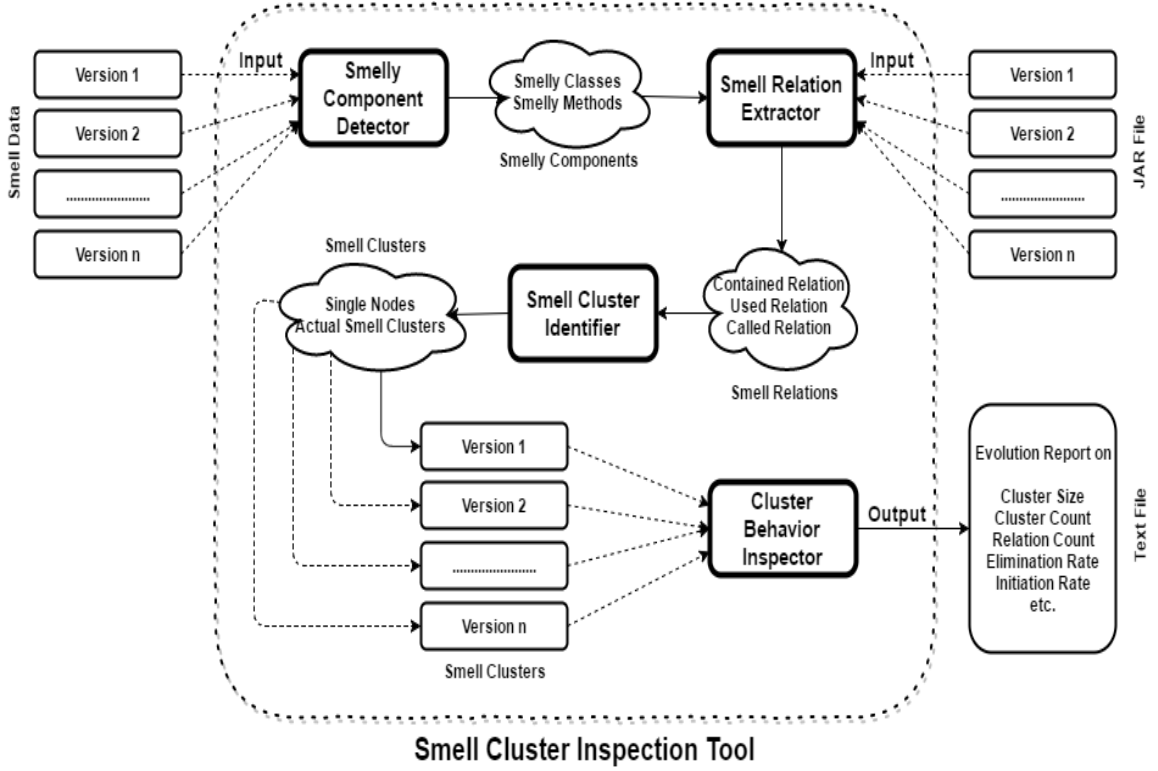 Smell Data
Version 1
Version 2
.......................
Version n
Input
Smelly
Component
Detector
Smelly Classes
Smelly Methods
Smelly Components
Smell Relation
Extractor
Input
Version 1
Version 2
.......................
Version n
JAR File
Contained Relation
Used Relation
Called Relation
Smell Relations
Smell Cluster
Identifier
Smell Clusters
Single Nodes
Actual Smell Clusters
Version 1
Version 2
.......................
Version n
Smell Clusters
Cluster
Behavior
Inspector
Output
Evolution Report on
Cluster Size
Cluster Count
Relation Count
Elimination Rate
Initiation Rate
etc.
Text File
Smell Cluster Inspection Tool